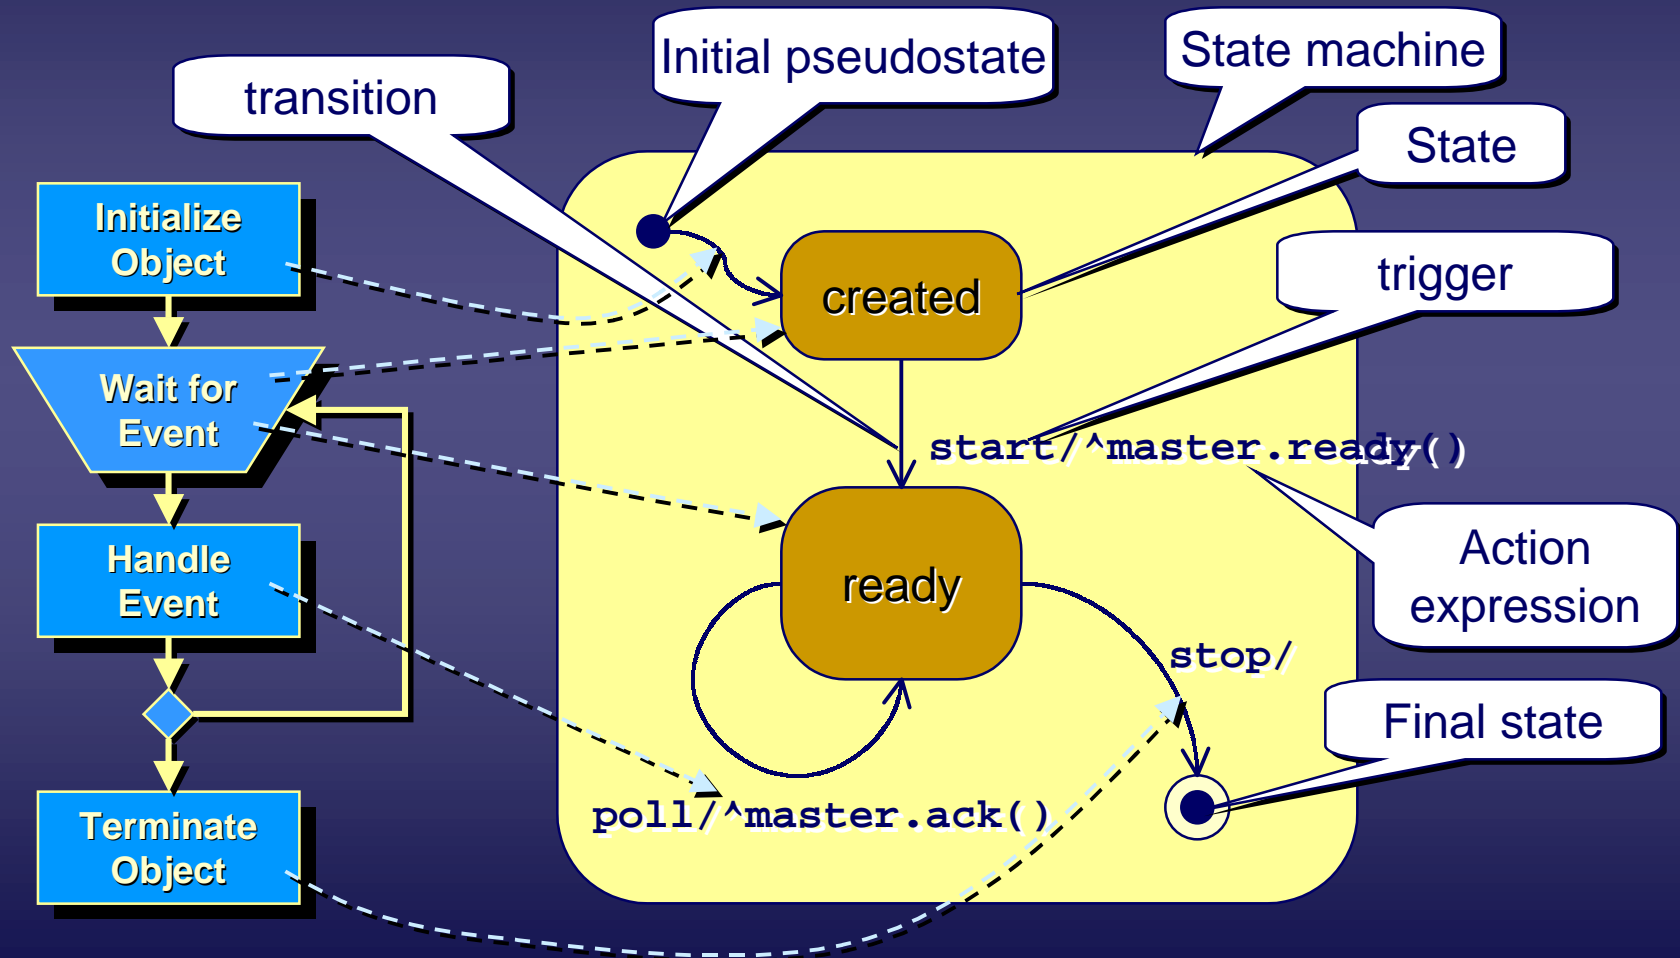 Initial pseudostate
State machine
transition
State
Initialize
Object
created
trigger
Wait for
Event
start/^master.ready()
Handle
Event
ready
Action
expression
stop/
Final state
poll/^master.ack()
Terminate
Object